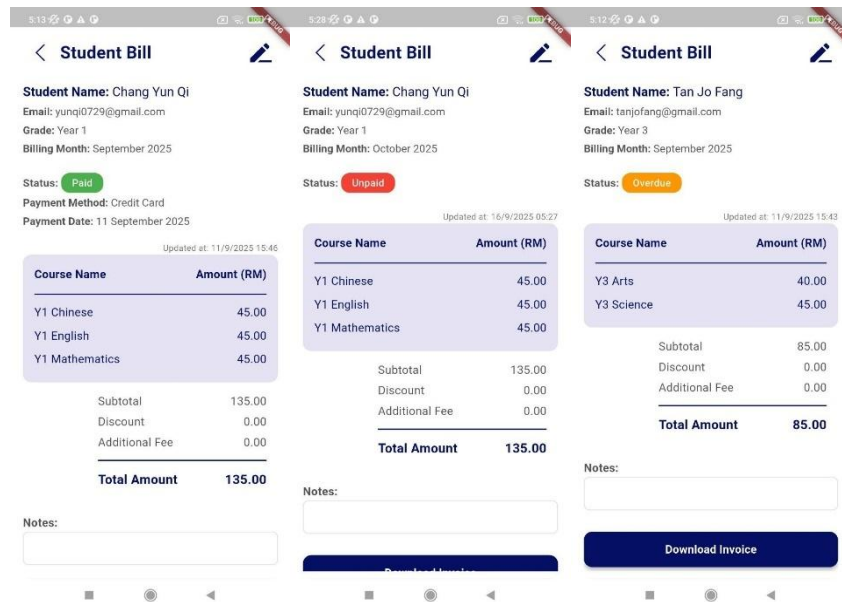 5:13
Student Bill
Student Name: Chang Yun Qi
Email: yunqi0729@gmail.com
Grade: Year 1
Billing Month: September 2025
Status: Paid
Payment Method: Credit Card
Payment Date: 11 September 2025
Updated at: 11/9/2025 15:46
Course Name Amount (RM)
Y1 Chinese 45.00
Y1 English 45.00
Y1 Mathematics 45.00
Subtotal 135.00
Discount 0.00
Additional Fee 0.00
Total Amount 135.00
Notes:
5:28
Student Bill
Student Name: Chang Yun Qi
Email: yunqi0729@gmail.com
Grade: Year 1
Billing Month: October 2025
Status: Unpaid
Updated at: 16/9/2025 05:27
Course Name Amount (RM)
Y1 Chinese 45.00
Y1 English 45.00
Y1 Mathematics 45.00
Subtotal 135.00
Discount 0.00
Additional Fee 0.00
Total Amount 135.00
Notes:
Download Invoice
5:12
Student Bill
Student Name: Tan Jo Fang
Email: tanjofang@gmail.com
Grade: Year 3
Billing Month: September 2025
Status: Overdue
Updated at: 11/9/2025 15:43
Course Name Amount (RM)
Y3 Arts 40.00
Y3 Science 45.00
Subtotal 85.00
Discount 0.00
Additional Fee 0.00
Total Amount 85.00
Notes:
Download Invoice